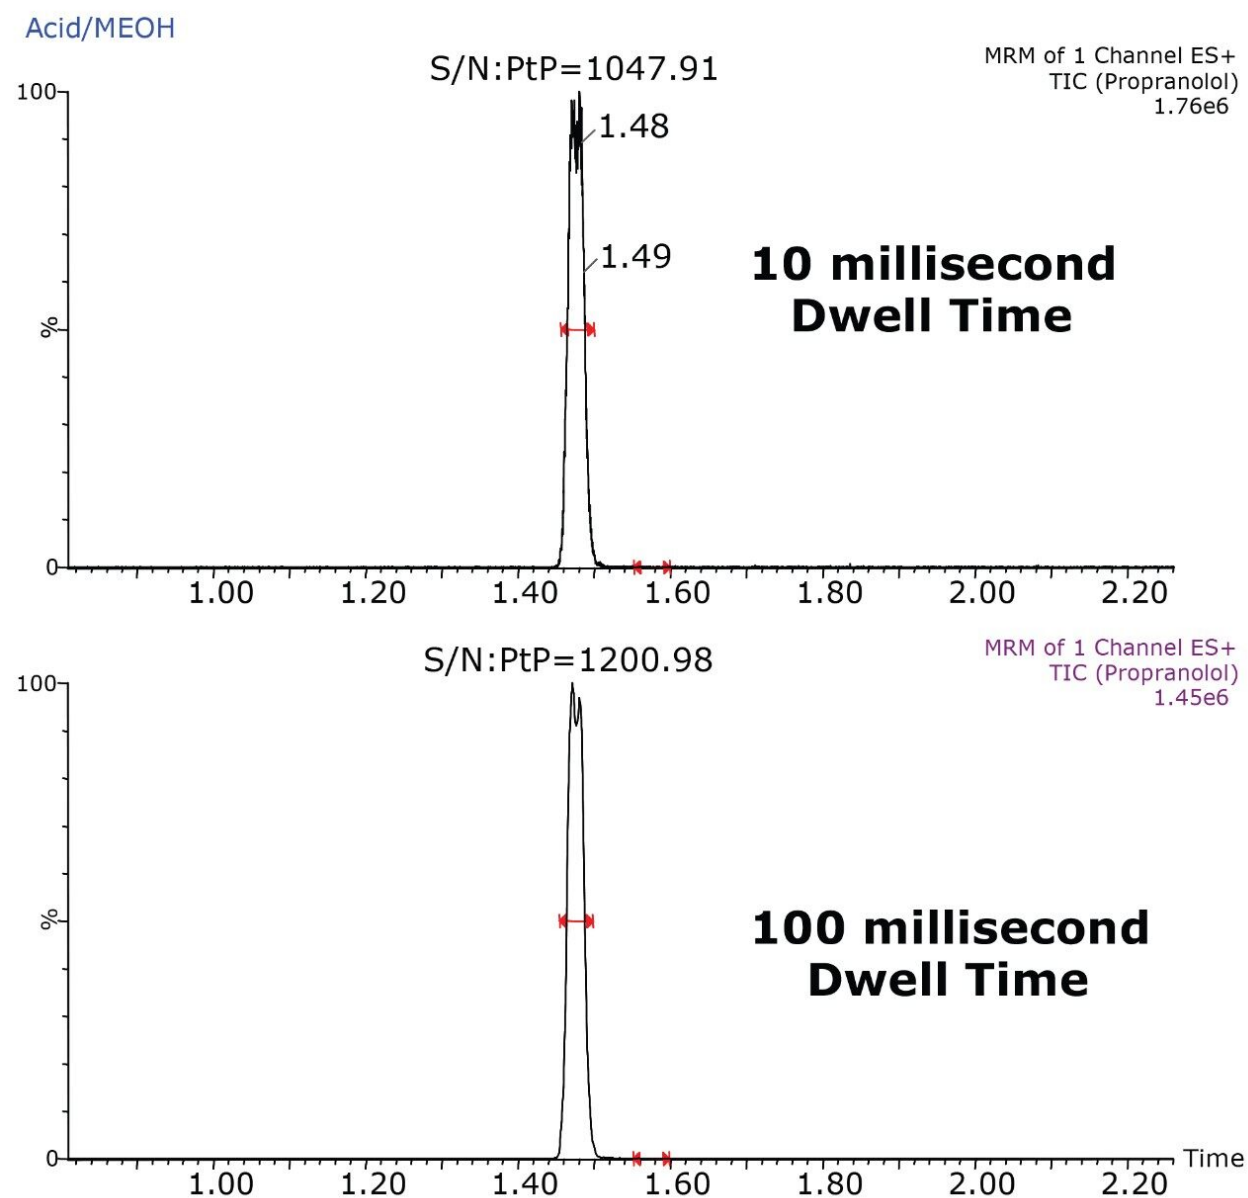 Acid/MEOH
S/N:PtP=1047.91
MRM of 1 Channel ES+
TIC (Propranolol)
1.76e6
100
1.48
1.49
10 millisecond
Dwell Time
%
0
1.00 1.20 1.40 1.60 1.80 2.00 2.20
S/N:PtP=1200.98
MRM of 1 Channel ES+
TIC (Propranolol)
1.45e6
100
%
100 millisecond
Dwell Time
0
Time
1.00 1.20 1.40 1.60 1.80 2.00 2.20